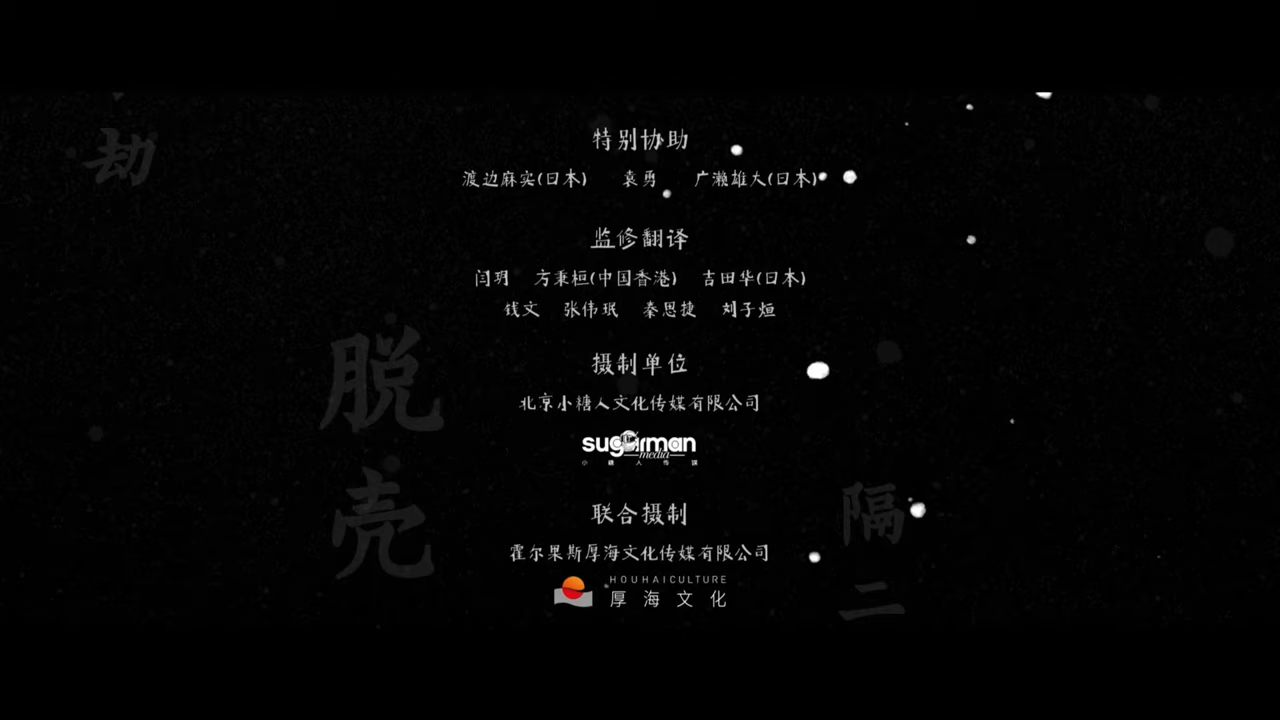 特别协助
渡边麻实(日本) 袁勇 广濑雄大(日本)
监修翻译
闫玥 方秉桓(中国香港) 吉田华(日本)
钱文 张伟珉 秦思捷 刘子烜
摄制单位
北京小糖人文化传媒有限公司
sugarman
media
小糖人传媒
联合摄制
霍尔果斯厚海文化传媒有限公司
HOUHAICULTURE
厚海文化
劫
脱壳
隔二